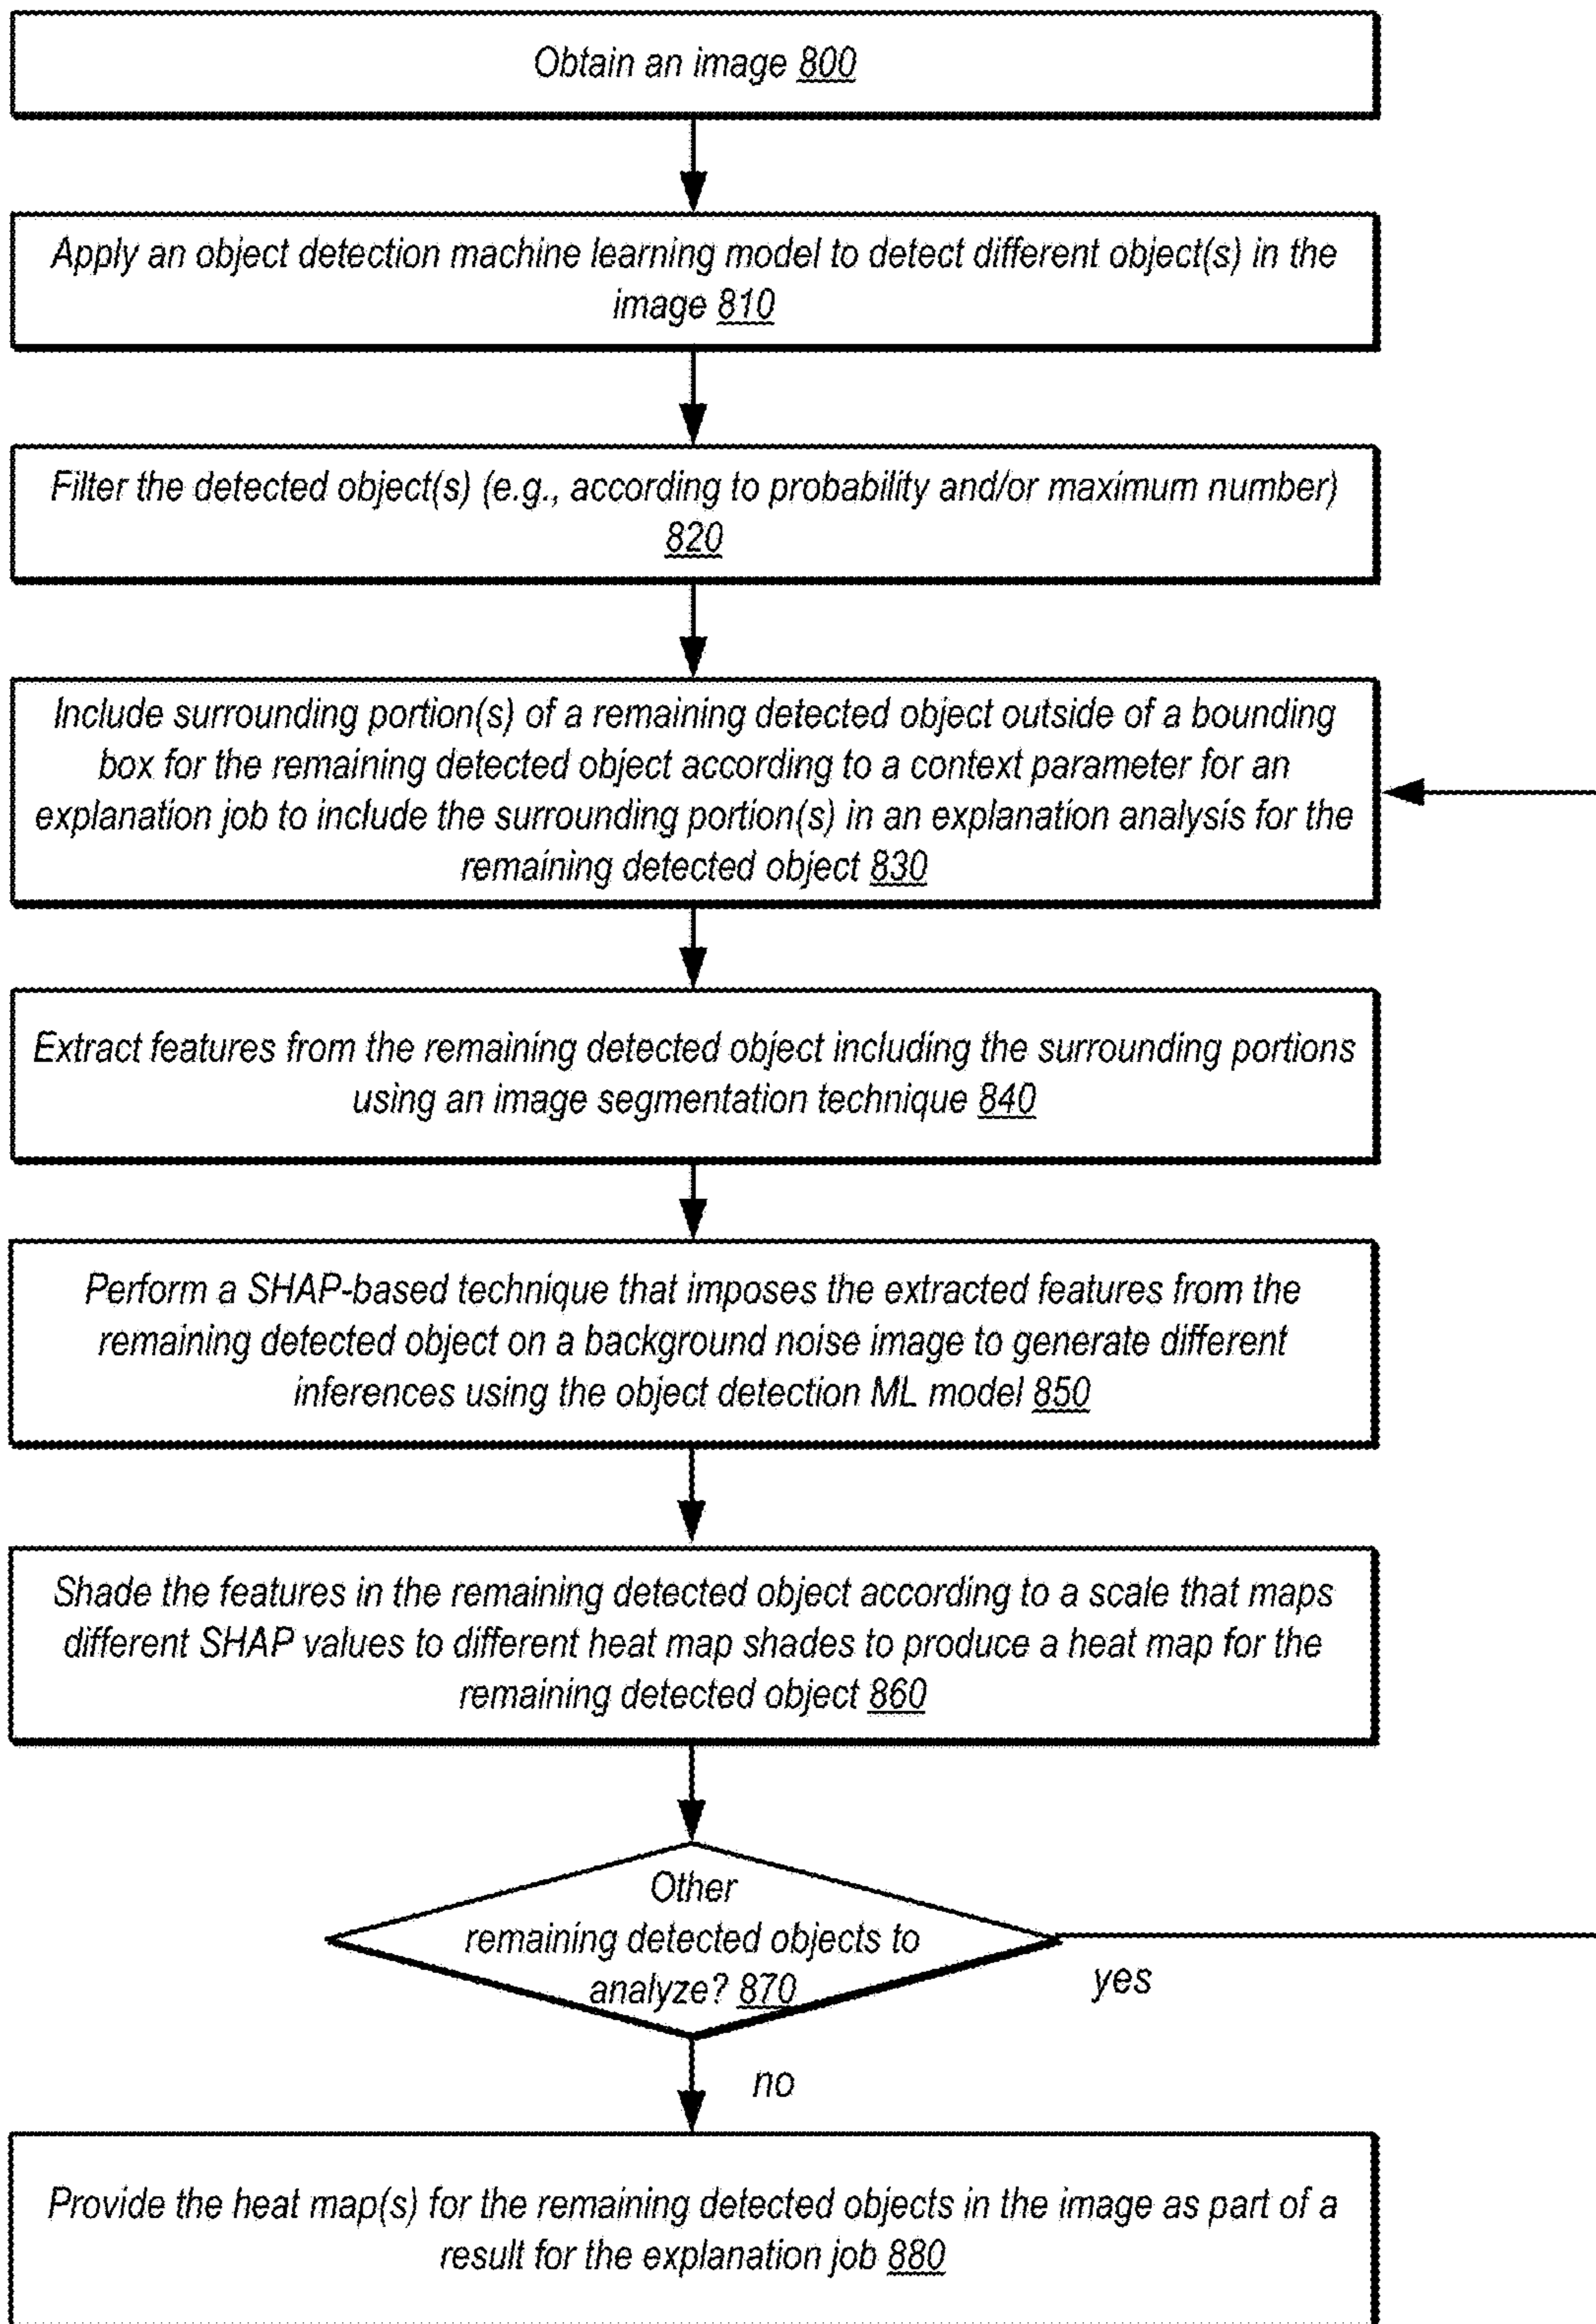 Obtain an image 800
Apply an object detection machine learning model to detect different object(s) in the
image 810
Filter the detected object(s) (e.g., according to probability and/or maximum number)
820
Include surrounding portion(s) of a remaining detected object outside of a bounding
box for the remaining detected object according to a context parameter for an
explanation job to include the surrounding portion(s) in an explanation analysis for the
remaining detected object 830
Extract features from the remaining detected object including the surrounding portions
using an image segmentation technique 840
Perform a SHAP-based technique that imposes the extracted features from the
remaining detected object on a background noise image to generate different
inferences using the object detection ML model 850
Shade the features in the remaining detected object according to a scale that maps
different SHAP values to different heat map shades to produce a heat map for the
remaining detected object 860
Other
remaining detected objects to
analyze? 870
yes
no
Provide the heat map(s) for the remaining detected objects in the image as part of a
result for the explanation job 880